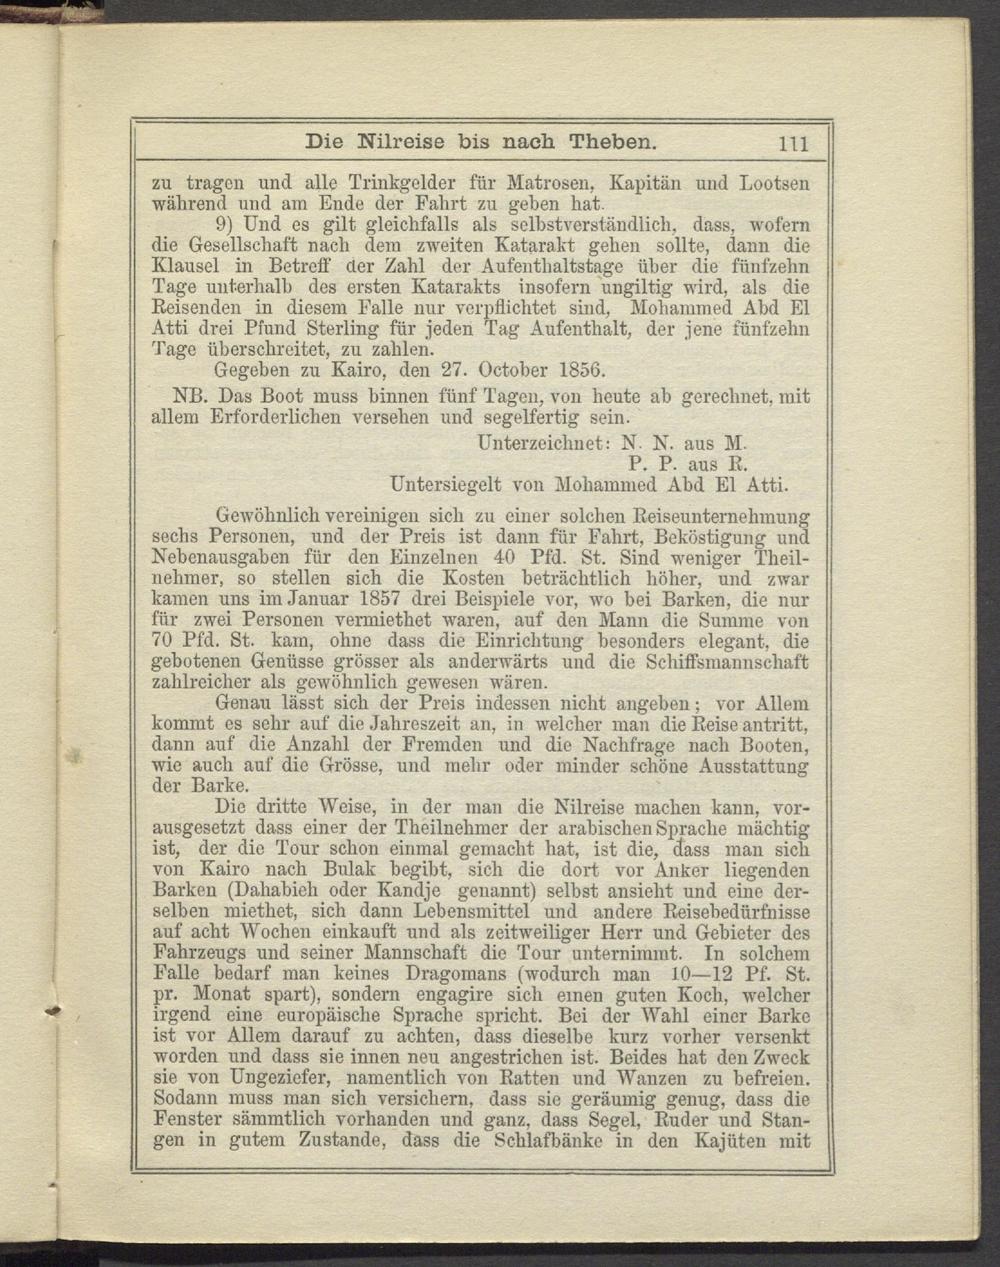 Die Nilreise bis nach Theben. 111
zu tragen und alle Trinkgelder für Matrosen, Kapitän und Lootsen
während und am Ende der Fahrt zu geben hat.
9) Und es gilt gleichfalls als selbstverständlich, dass, wofern
die Gesellschaft nach dem zweiten Katarakt gehen sollte, dann die
Klausel in Betreff der Zahl der Aufenthaltstage über die fünfzehn
Tage unterhalb des ersten Katarakts insofern ungiltig wird, als die
Reisenden in diesem Falle nur verpflichtet sind, Mohammed Abd El
Atti drei Pfund Sterling für jeden Tag Aufenthalt, der jene fünfzehn
Tage überschreitet, zu zahlen.
Gegeben zu Kairo, den 27. October 1856.
NB. Das Boot muss binnen fünf Tagen, von heute ab gerechnet, mit
allem Erforderlichen versehen und segelfertig sein.
Unterzeichnet: N. N. aus M.
P. P. aus R.
Untersiegelt von Mohammed Abd El Atti.
Gewöhnlich vereinigen sich zu einer solchen Reiseunternehmung
sechs Personen, und der Preis ist dann für Fahrt, Beköstigung und
Nebenausgaben für den Einzelnen 40 Pfd. St. Sind weniger Theil-
nehmer, so stellen sich die Kosten beträchtlich höher, und zwar
kamen uns im Januar 1857 drei Beispiele vor, wo bei Barken, die nur
für zwei Personen vermiethet waren, auf den Mann die Summe von
70 Pfd. St. kam, ohne dass die Einrichtung besonders elegant, die
gebotenen Genüsse grösser als anderwärts und die Schiffsmannschaft
zahlreicher als gewöhnlich gewesen wären.
Genau lässt sich der Preis indessen nicht angeben; vor Allem
kommt es sehr auf die Jahreszeit an, in welcher man die Reise antritt,
dann auf die Anzahl der Fremden und die Nachfrage nach Booten,
wie auch auf die Grösse, und mehr oder minder schöne Ausstattung
der Barke.
Die dritte Weise, in der man die Nilreise machen kann, vor-
ausgesetzt dass einer der Theilnehmer der arabischen Sprache mächtig
ist, der die Tour schon einmal gemacht hat, ist die, dass man sich
von Kairo nach Bulak begibt, sich die dort vor Anker liegenden
Barken (Dahabieh oder Kandje genannt) selbst ansieht und eine der-
selben miethet, sich dann Lebensmittel und andere Reisebedürfnisse
auf acht Wochen einkauft und als zeitweiliger Herr und Gebieter des
Fahrzeugs und seiner Mannschaft die Tour unternimmt. In solchem
Falle bedarf man keines Dragomans (wodurch man 10—12 Pf. St.
pr. Monat spart), sondern engagire sich einen guten Koch, welcher
irgend eine europäische Sprache spricht. Bei der Wahl einer Barke
ist vor Allem darauf zu achten, dass dieselbe kurz vorher versenkt
worden und dass sie innen neu angestrichen ist. Beides hat den Zweck
sie von Ungeziefer, namentlich von Ratten und Wanzen zu befreien.
Sodann muss man sich versichern, dass sie geräumig genug, dass die
Fenster sämmtlich vorhanden und ganz, dass Segel, Ruder und Stan-
gen in gutem Zustande, dass die Schlafbänke in den Kajüten mit